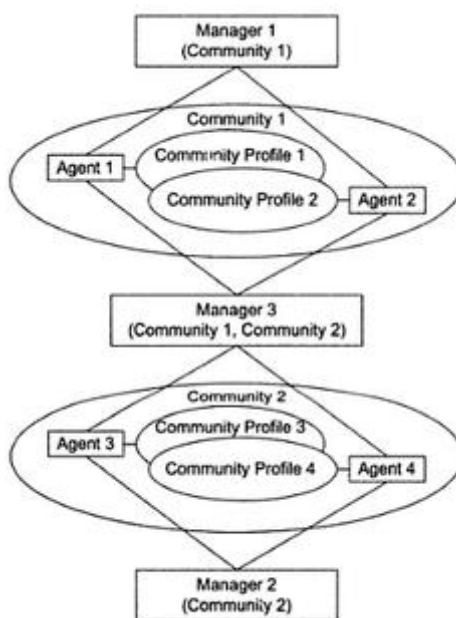 Manager 1
(Community 1)
Community 1
Community Profile 1
Agent 1
Community Profile 2
Agent 2
Manager 3
(Community 1, Community 2)
Community 2
Community Profile 3
Agent 3
Community Profile 4
Agent 4
Manager 2
(Community 2)